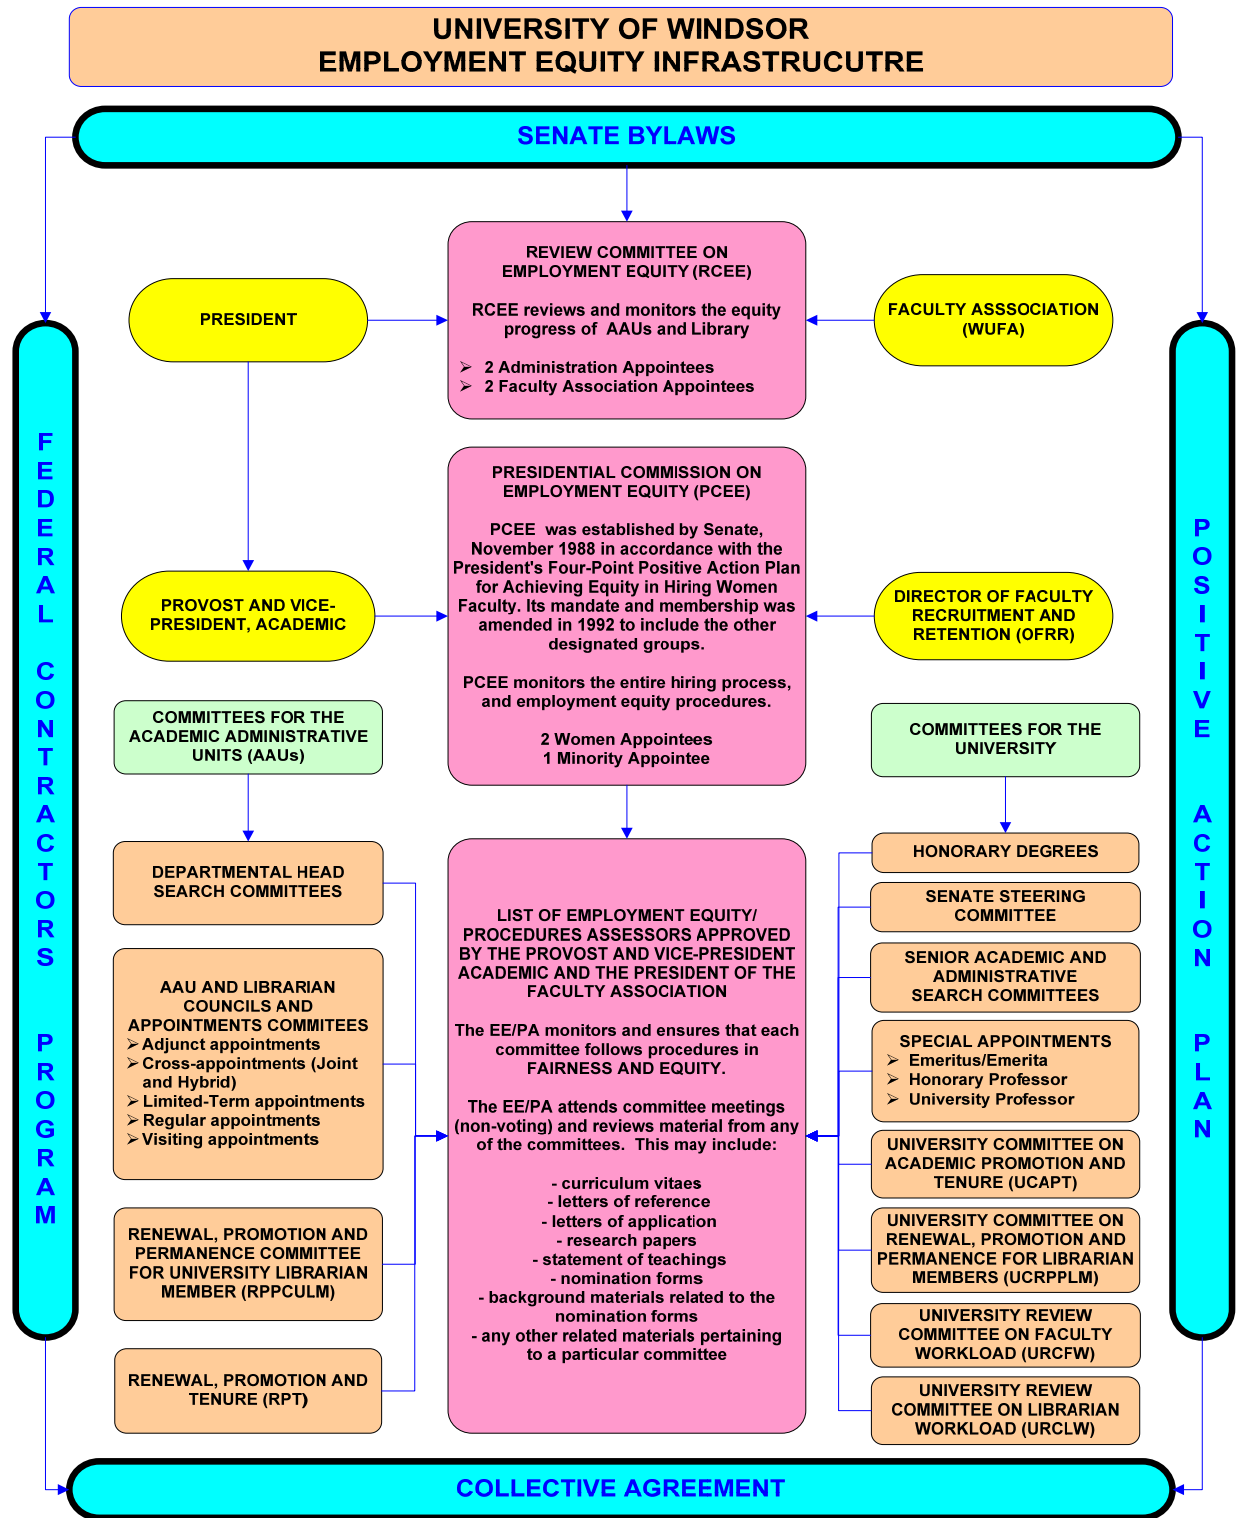 UNIVERSITY OF WINDSOR
EMPLOYMENT EQUITY INFRASTRUCUTRE
SENATE BYLAWS
REVIEW COMMITTEE ON
EMPLOYMENT EQUITY (RCEE)
RCEE reviews and monitors the equity
progress of AAUs and Library
➢ 2 Administration Appointees
➢ 2 Faculty Association Appointees
PRESIDENT
FACULTY ASSSOCIATION
(WUFA)
FEDERAL CONTRACTORS PROGRAM
POSITIVE ACTION PLAN
PRESIDENTIAL COMMISSION ON
EMPLOYMENT EQUITY (PCEE)
PCEE was established by Senate,
November 1988 in accordance with the
President's Four-Point Positive Action Plan
for Achieving Equity in Hiring Women
Faculty. Its mandate and membership was
amended in 1992 to include the other
designated groups.
PCEE monitors the entire hiring process,
and employment equity procedures.
2 Women Appointees
1 Minority Appointee
PROVOST AND VICE-
PRESIDENT, ACADEMIC
DIRECTOR OF FACULTY
RECRUITMENT AND
RETENTION (OFRR)
COMMITTEES FOR THE
ACADEMIC ADMINISTRATIVE
UNITS (AAUs)
COMMITTEES FOR THE
UNIVERSITY
DEPARTMENTAL HEAD
SEARCH COMMITTEES
AAU AND LIBRARIAN
COUNCILS AND
APPOINTMENTS COMMITEES
➢ Adjunct appointments
➢ Cross-appointments (Joint
and Hybrid)
➢ Limited-Term appointments
➢ Regular appointments
➢ Visiting appointments
RENEWAL, PROMOTION AND
PERMANENCE COMMITTEE
FOR UNIVERSITY LIBRARIAN
MEMBER (RPPCULM)
RENEWAL, PROMOTION AND
TENURE (RPT)
LIST OF EMPLOYMENT EQUITY/
PROCEDURES ASSESSORS APPROVED
BY THE PROVOST AND VICE-PRESIDENT
ACADEMIC AND THE PRESIDENT OF THE
FACULTY ASSOCIATION
The EE/PA monitors and ensures that each
committee follows procedures in
FAIRNESS AND EQUITY.
The EE/PA attends committee meetings
(non-voting) and reviews material from any
of the committees. This may include:
- curriculum vitaes
- letters of reference
- letters of application
- research papers
- statement of teachings
- nomination forms
- background materials related to the
nomination forms
- any other related materials pertaining
to a particular committee
HONORARY DEGREES
SENATE STEERING
COMMITTEE
SENIOR ACADEMIC AND
ADMINISTRATIVE
SEARCH COMMITTEES
SPECIAL APPOINTMENTS
➢ Emeritus/Emerita
➢ Honorary Professor
➢ University Professor
UNIVERSITY COMMITTEE ON
ACADEMIC PROMOTION AND
TENURE (UCAPT)
UNIVERSITY COMMITTEE ON
RENEWAL, PROMOTION AND
PERMANENCE FOR LIBRARIAN
MEMBERS (UCRPPLM)
UNIVERSITY REVIEW
COMMITTEE ON FACULTY
WORKLOAD (URCFW)
UNIVERSITY REVIEW
COMMITTEE ON LIBRARIAN
WORKLOAD (URCLW)
COLLECTIVE AGREEMENT